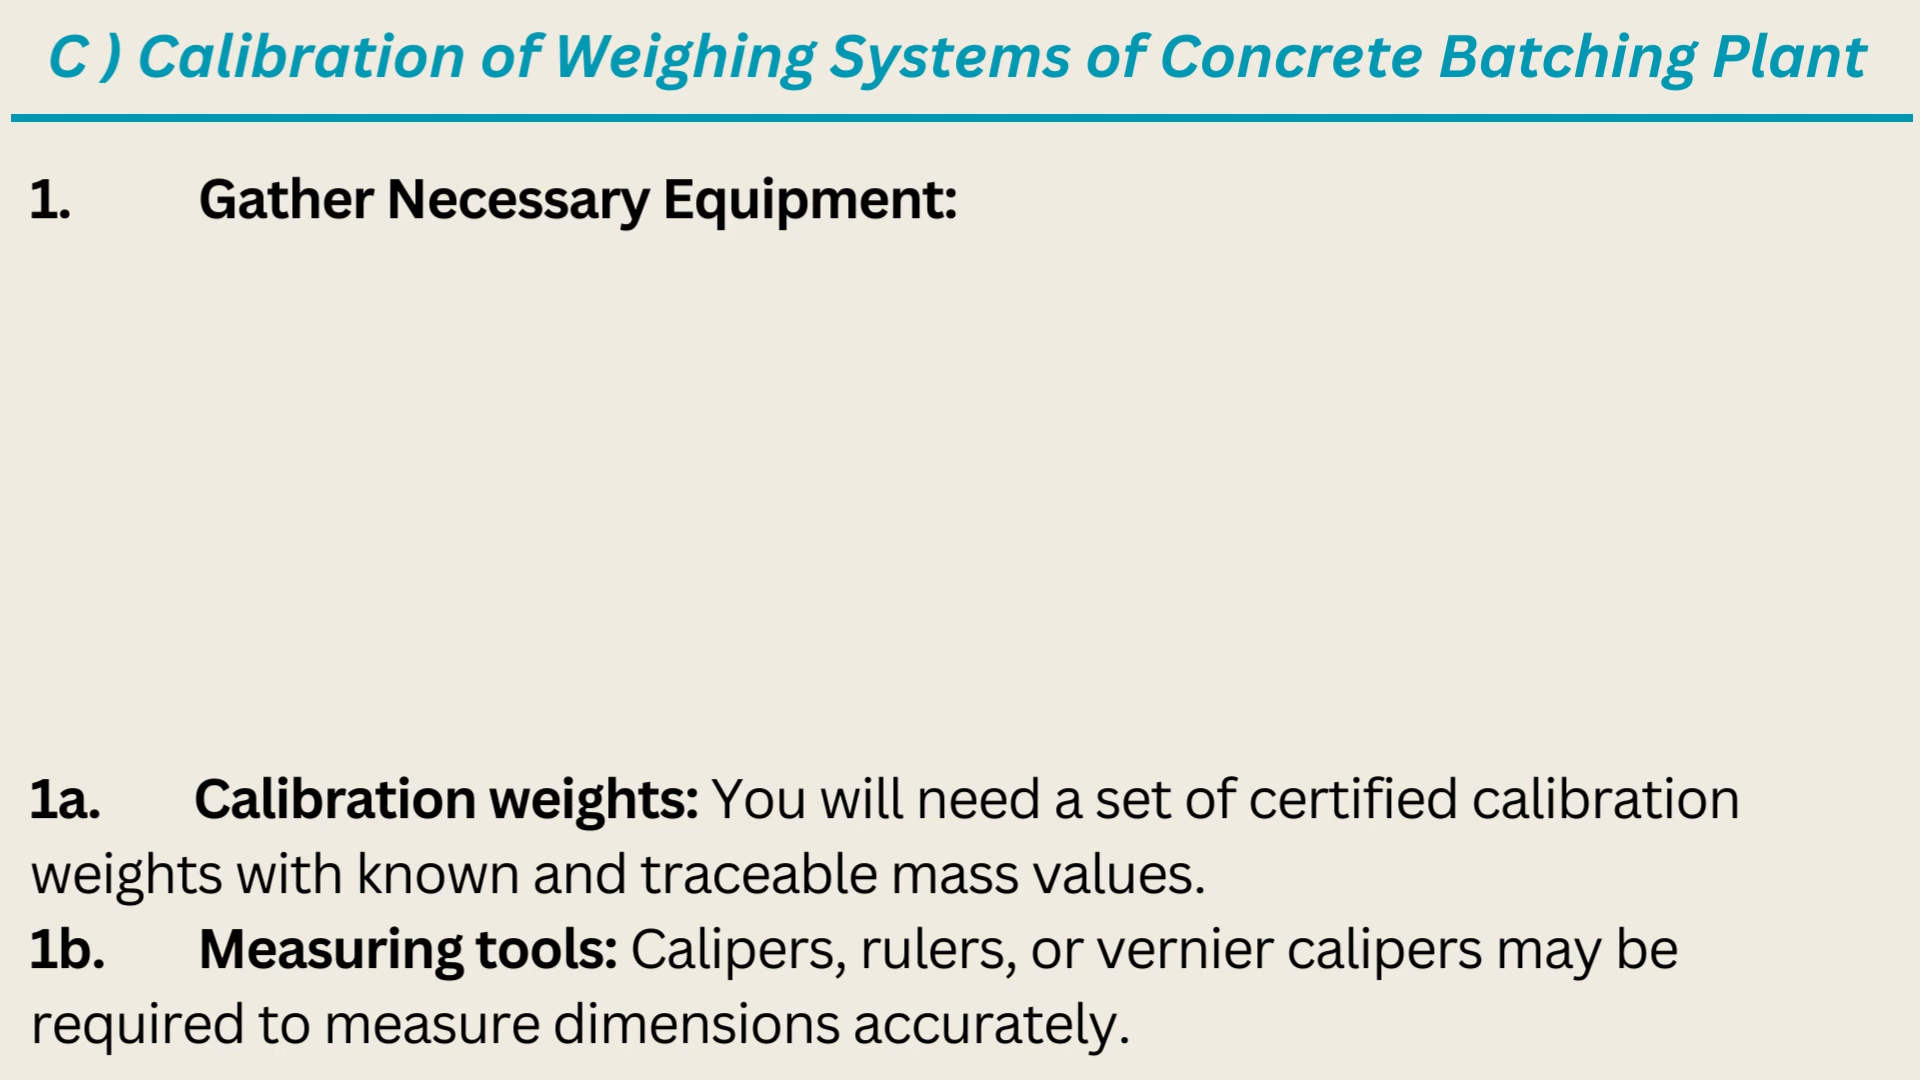 C ) Calibration of Weighing Systems of Concrete Batching Plant
1. Gather Necessary Equipment:
1a. Calibration weights: You will need a set of certified calibration
weights with known and traceable mass values.
1b. Measuring tools: Calipers, rulers, or vernier calipers may be
required to measure dimensions accurately.